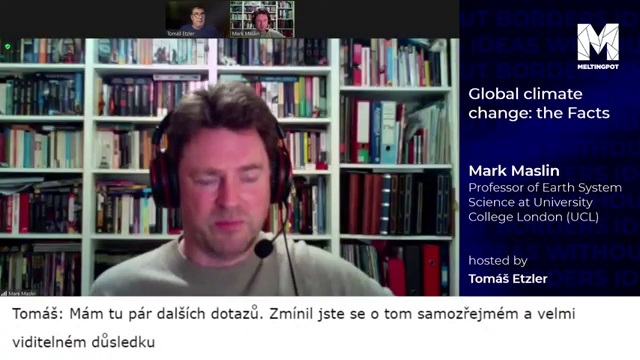 Tomáš Etzler
Mark Maslin
MELTINGPOT
Global climate
change: the Facts
Mark Maslin
Professor of Earth System
Science at University
College London (UCL)
hosted by
Tomáš Etzler
Mark Maslin
Tomáš: Mám tu pár dalších dotazů. Zmínil jste se o tom samozřejmém a velmi
viditelném důsledku